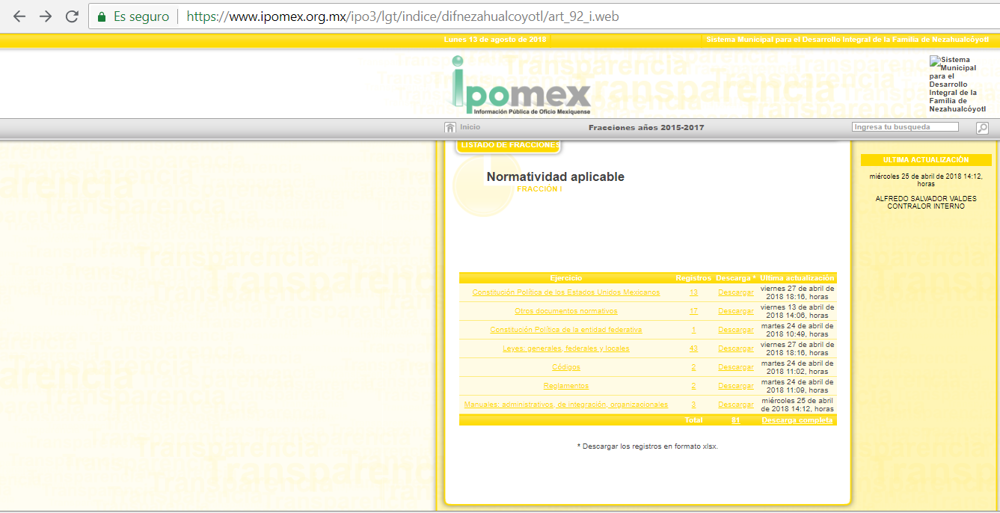 Es seguro
https://www.ipomex.org.mx/ipo3/lgt/indice/difnezahualcoyotl/art_92_i.web
Lunes 13 de agosto de 2018
Sistema Municipal para el Desarrollo Integral de la Familia de Nezahualcóyotl
ipomex
Información Pública de Oficio Mexiquense
Sistema
Municipal
para el
Desarrollo
Integral de la
Familia de
Nezahualcóyotl
Inicio
Fracciones años 2015-2017
Ingresa tu busqueda
LISTADO DE FRACCIONES
Normatividad aplicable
FRACCIÓN I
ULTIMA ACTUALIZACIÓN
miércoles 25 de abril de 2018 14:12,
horas
ALFREDO SALVADOR VALDES
CONTRALOR INTERNO
Ejercicio Registros Descarga * Ultima actualización
Constitución Política de los Estados Unidos Mexicanos 13 Descargar viernes 27 de abril de
2018 18:16, horas
Otros documentos normativos 17 Descargar viernes 13 de abril de
2018 14:06, horas
Constitución Política de la entidad federativa 1 Descargar martes 24 de abril de
2018 10:49, horas
Leyes: generales, federales y locales 43 Descargar viernes 27 de abril de
2018 18:16, horas
Códigos 2 Descargar martes 24 de abril de
2018 11:02, horas
Reglamentos 2 Descargar martes 24 de abril de
2018 11:09, horas
Manuales: administrativos, de integración, organizacionales 3 Descargar miércoles 25 de abril
de 2018 14:12, horas
Total 81 Descarga completa
* Descargar los registros en formato xlsx.